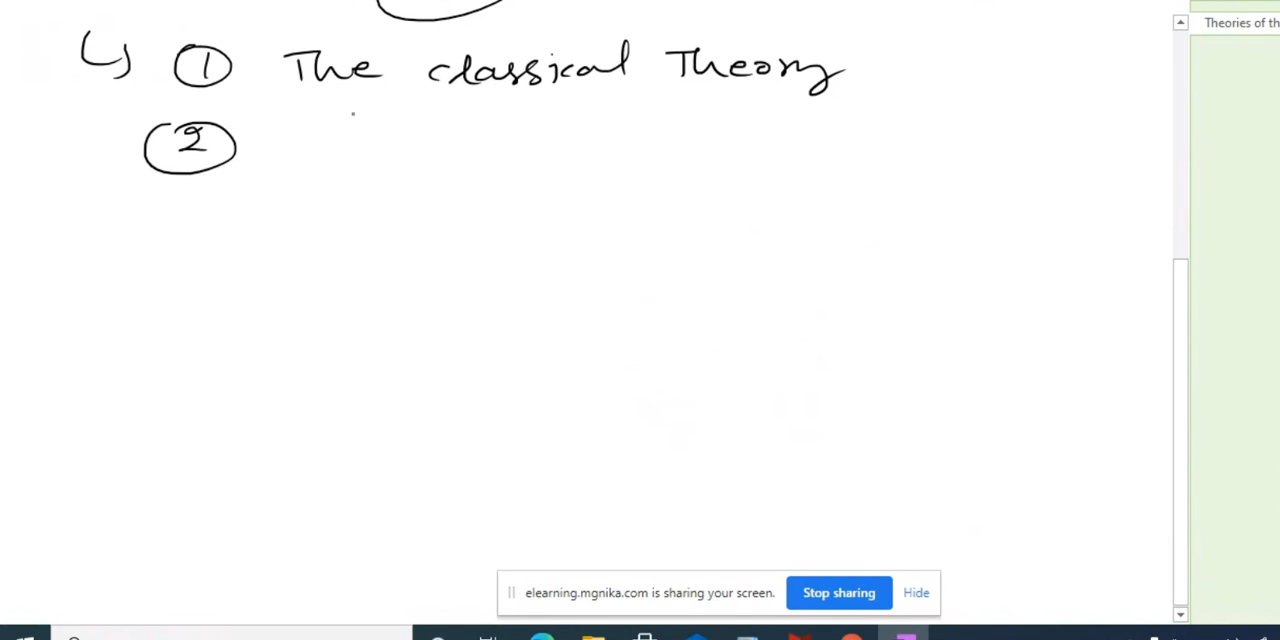 Theories of th
① The classical Theory
②
elearning.mgnika.com is sharing your screen. Stop sharing Hide